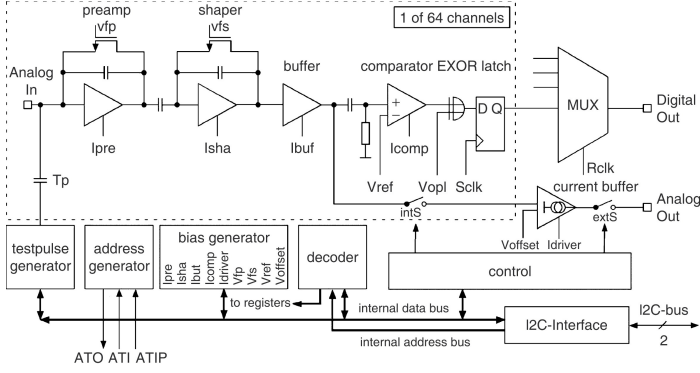 preamp
vfp
shaper
vfs
1 of 64 channels
Analog
In
buffer
comparator EXOR latch
Ipre
Isha
Ibuf
+
−
Icomp
D Q
MUX
Digital
Out
Tp
Vref
Vopl
Sclk
Rclk
current buffer
intS
extS
Analog
Out
Voffset
Idriver
testpulse
generator
address
generator
bias generator
Ipre
Isha
Ibut
Icomp
Idriver
Vfp
Vfs
Vref
Voffset
decoder
control
to registers
internal data bus
internal address bus
I2C-Interface
I2C-bus
2
ATO ATI ATIP